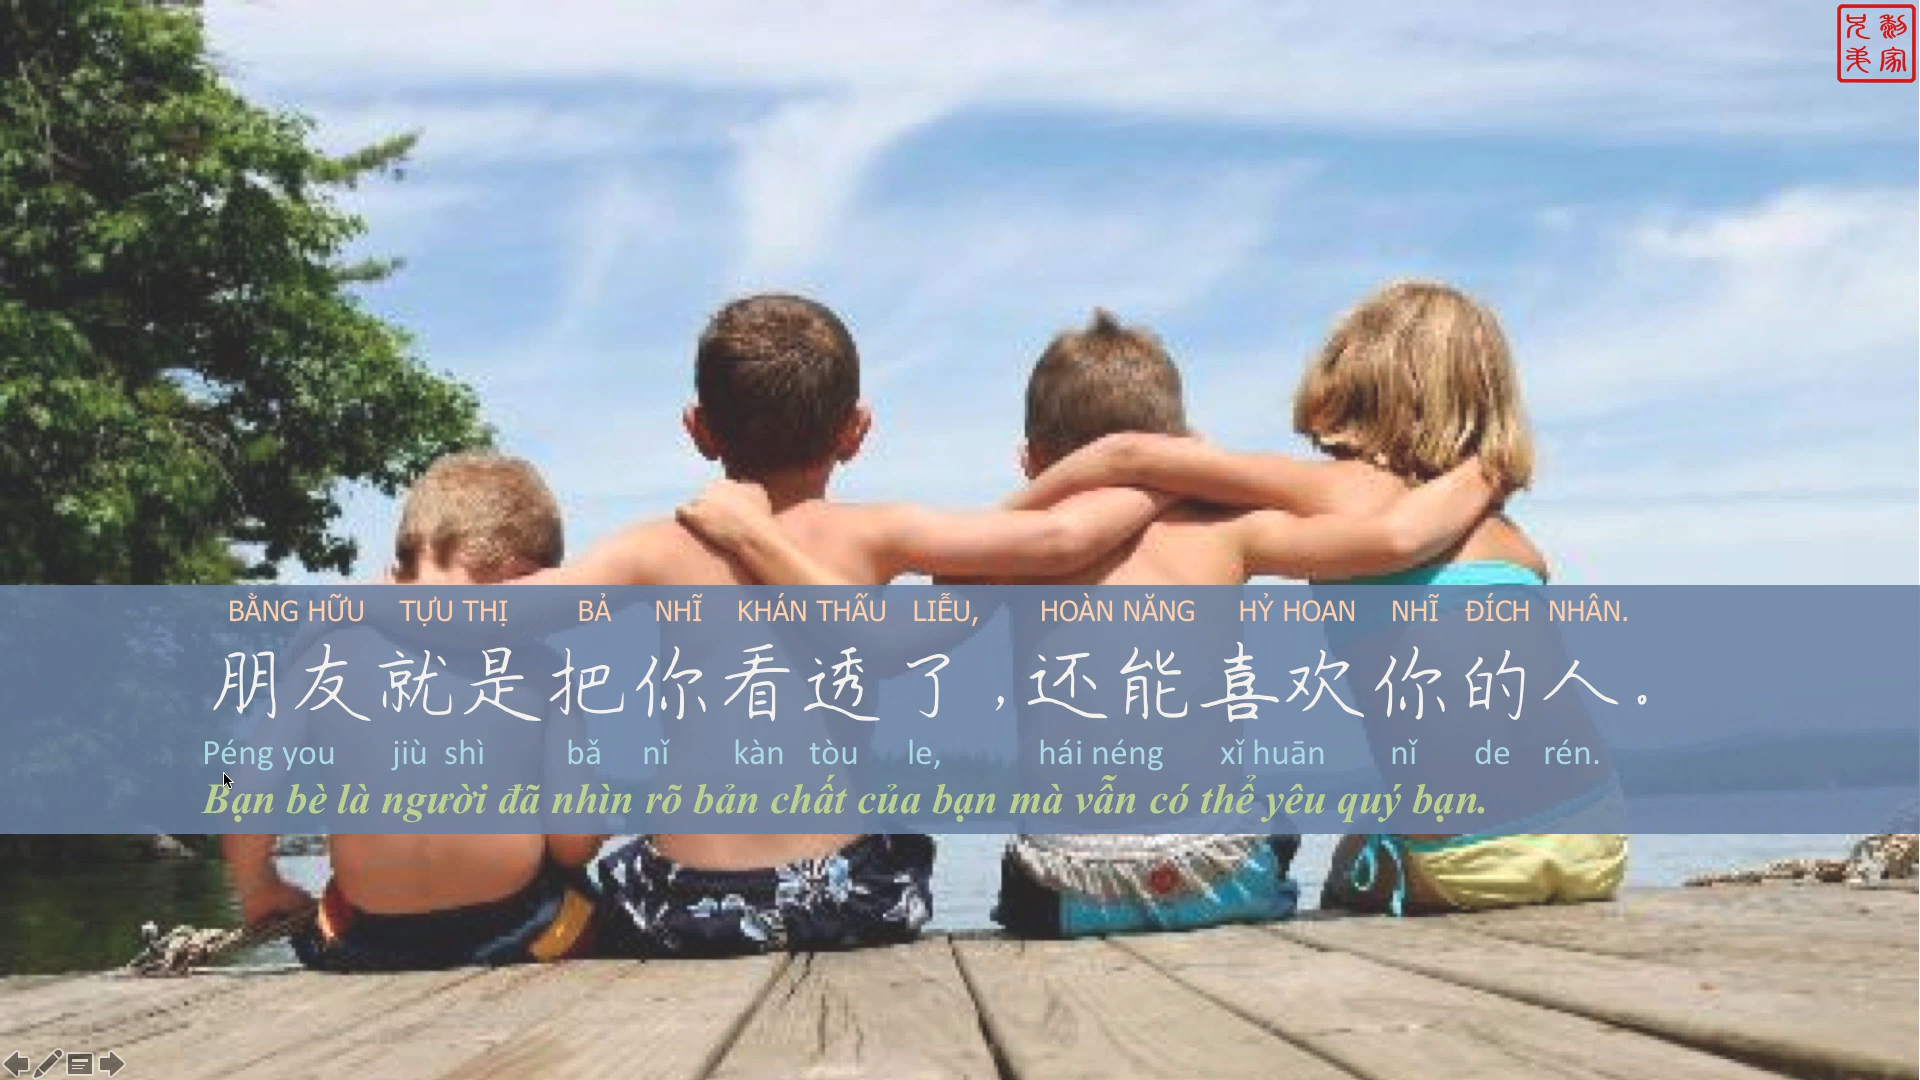 BẰNG HỮU TỰU THỊ BẢ NHĨ KHÁN THẤU LIỄU, HOÀN NĂNG HỶ HOAN NHĨ ĐÍCH NHÂN.
朋友就是把你看透了,还能喜欢你的人。
Péng you jiù shì bǎ nǐ kàn tòu le, hái néng xǐ huān nǐ de rén.
Bạn bè là người đã nhìn rõ bản chất của bạn mà vẫn có thể yêu quý bạn.